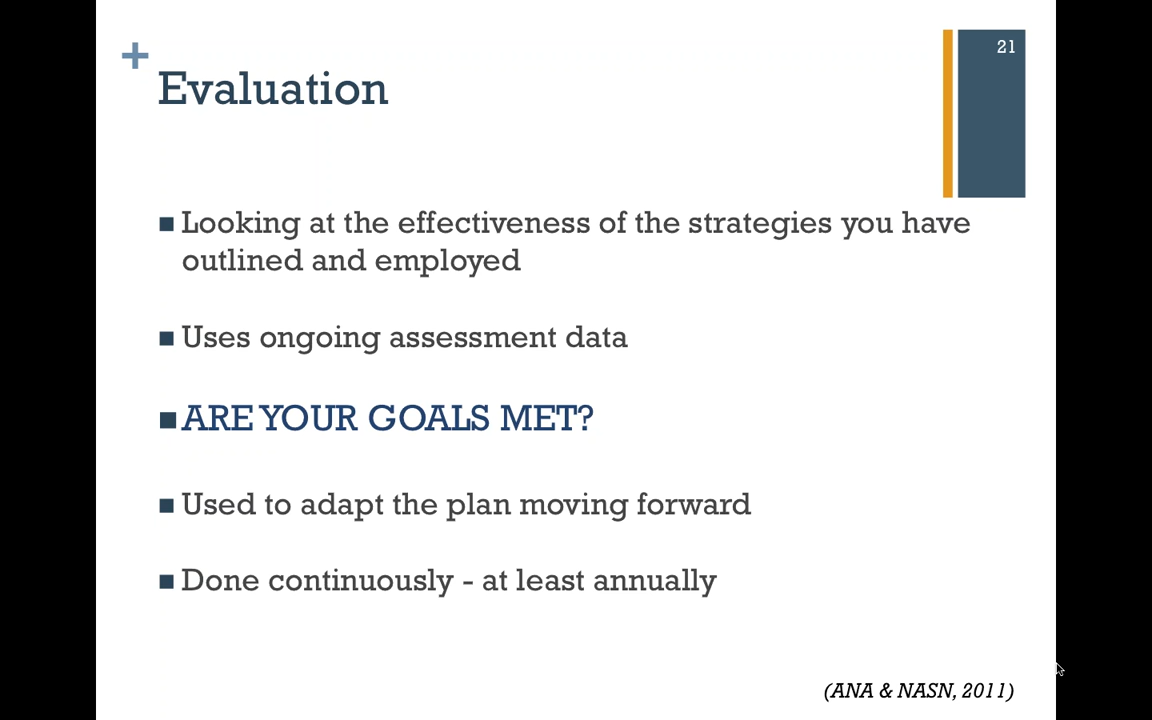 21
+
Evaluation
■ Looking at the effectiveness of the strategies you have
outlined and employed
■ Uses ongoing assessment data
■ ARE YOUR GOALS MET?
■ Used to adapt the plan moving forward
■ Done continuously - at least annually
(ANA & NASN, 2011)